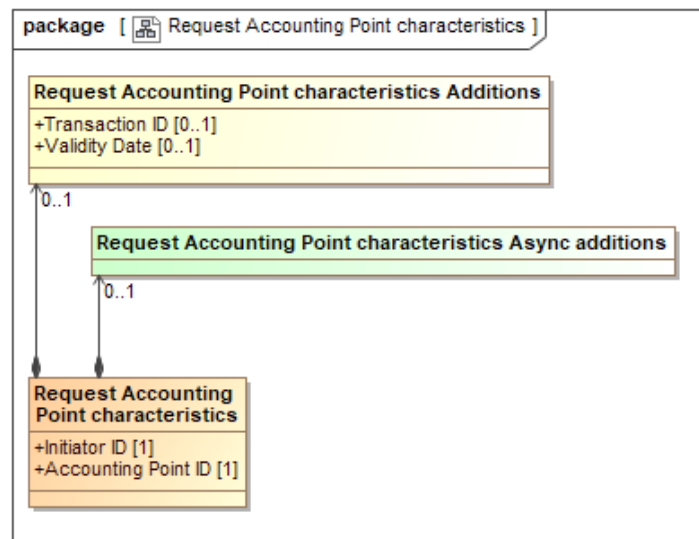 package [ Request Accounting Point characteristics ]
Request Accounting Point characteristics Additions
+Transaction ID [0..1]
+Validity Date [0..1]
0..1
Request Accounting Point characteristics Async additions
0..1
Request Accounting
Point characteristics
+Initiator ID [1]
+Accounting Point ID [1]